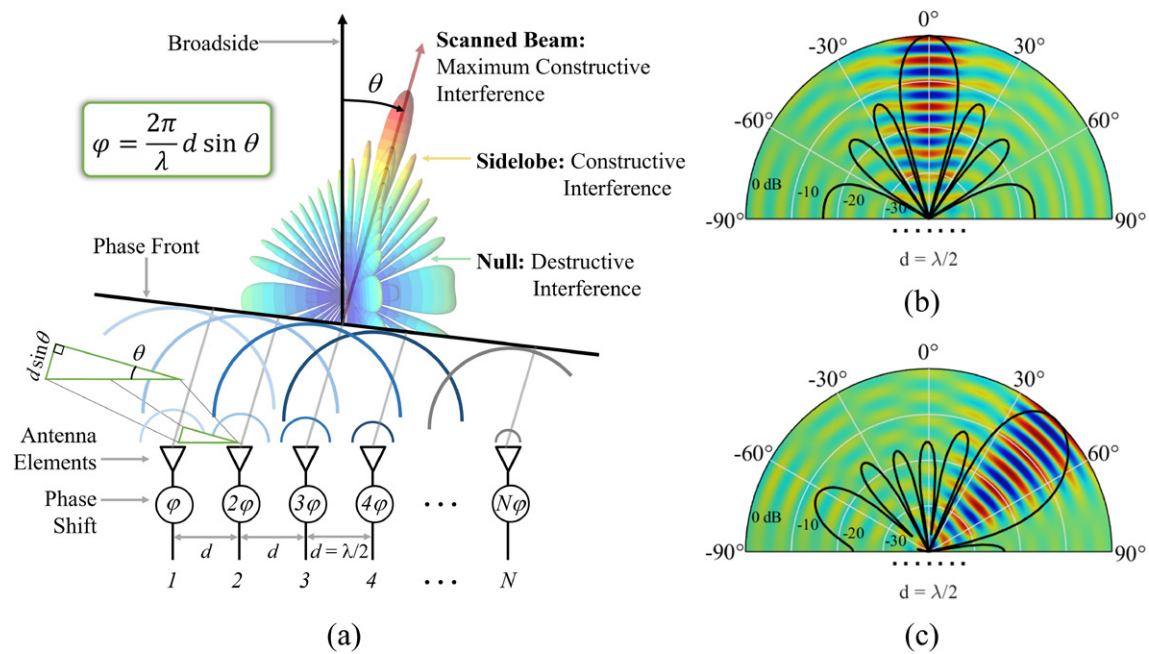 Broadside
Scanned Beam:
Maximum Constructive
Interference
θ
φ = 2π/λ d sin θ
Sidelobe: Constructive
Interference
Phase Front
Null: Destructive
Interference
d sinθ
θ
Antenna
Elements
Phase
Shift
φ 2φ 3φ 4φ ... Nφ
d d d = λ/2
1 2 3 4 ... N
(a)
0°
-30° 30°
-60° 60°
0 dB -10 -20 -30
-90° 90°
d = λ/2
(b)
0°
-30° 30°
-60° 60°
0 dB -10 -20 -30
-90° 90°
d = λ/2
(c)